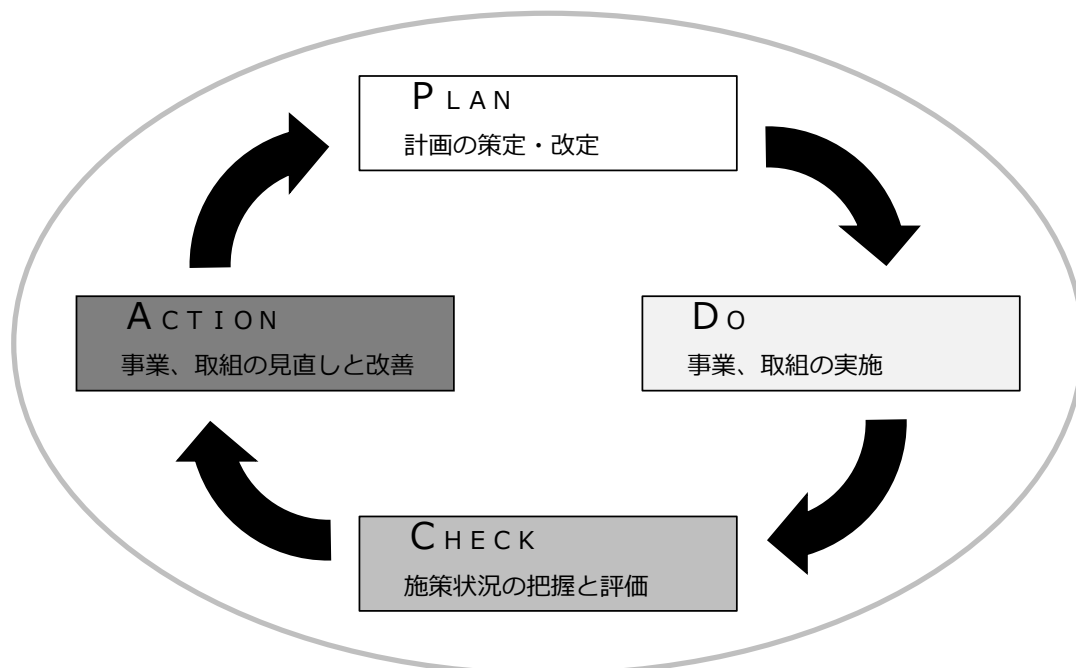 PLAN
計画の策定・改定
ACTION
事業、取組の見直しと改善
DO
事業、取組の実施
CHECK
施策状況の把握と評価